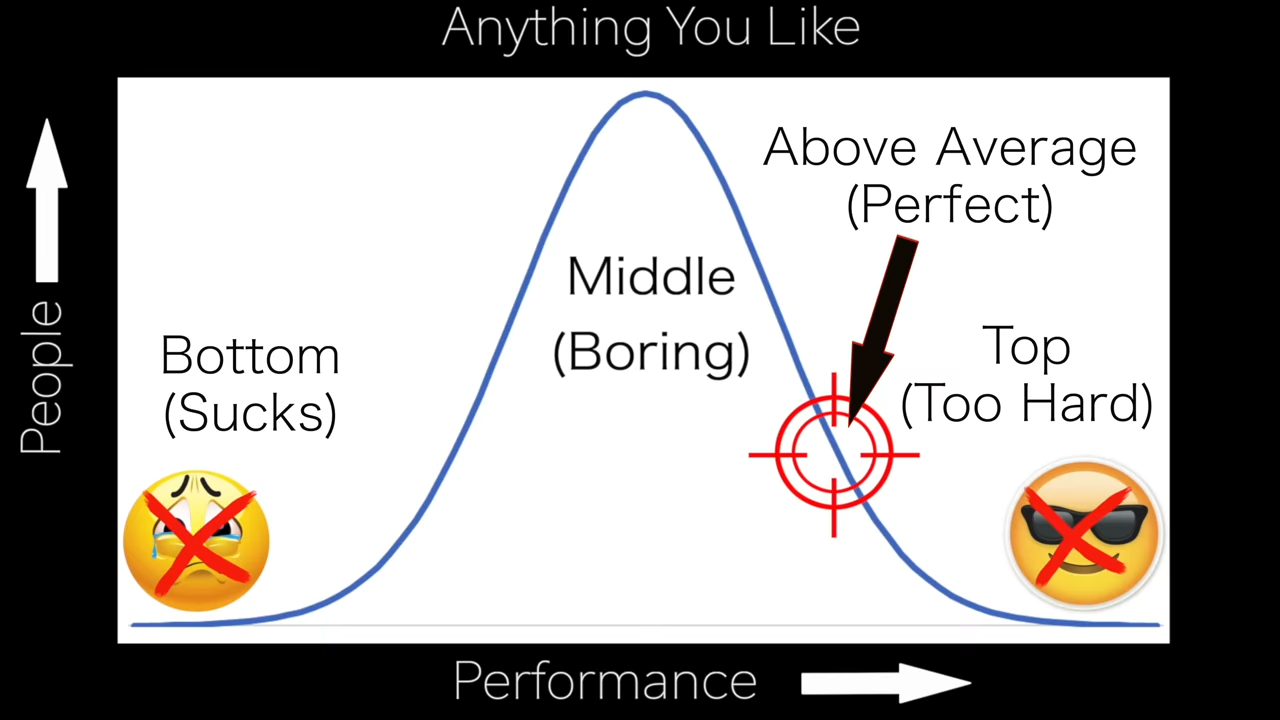 Anything You Like
Above Average
(Perfect)
Middle
(Boring)
Top
(Too Hard)
Bottom
(Sucks)
People
Performance